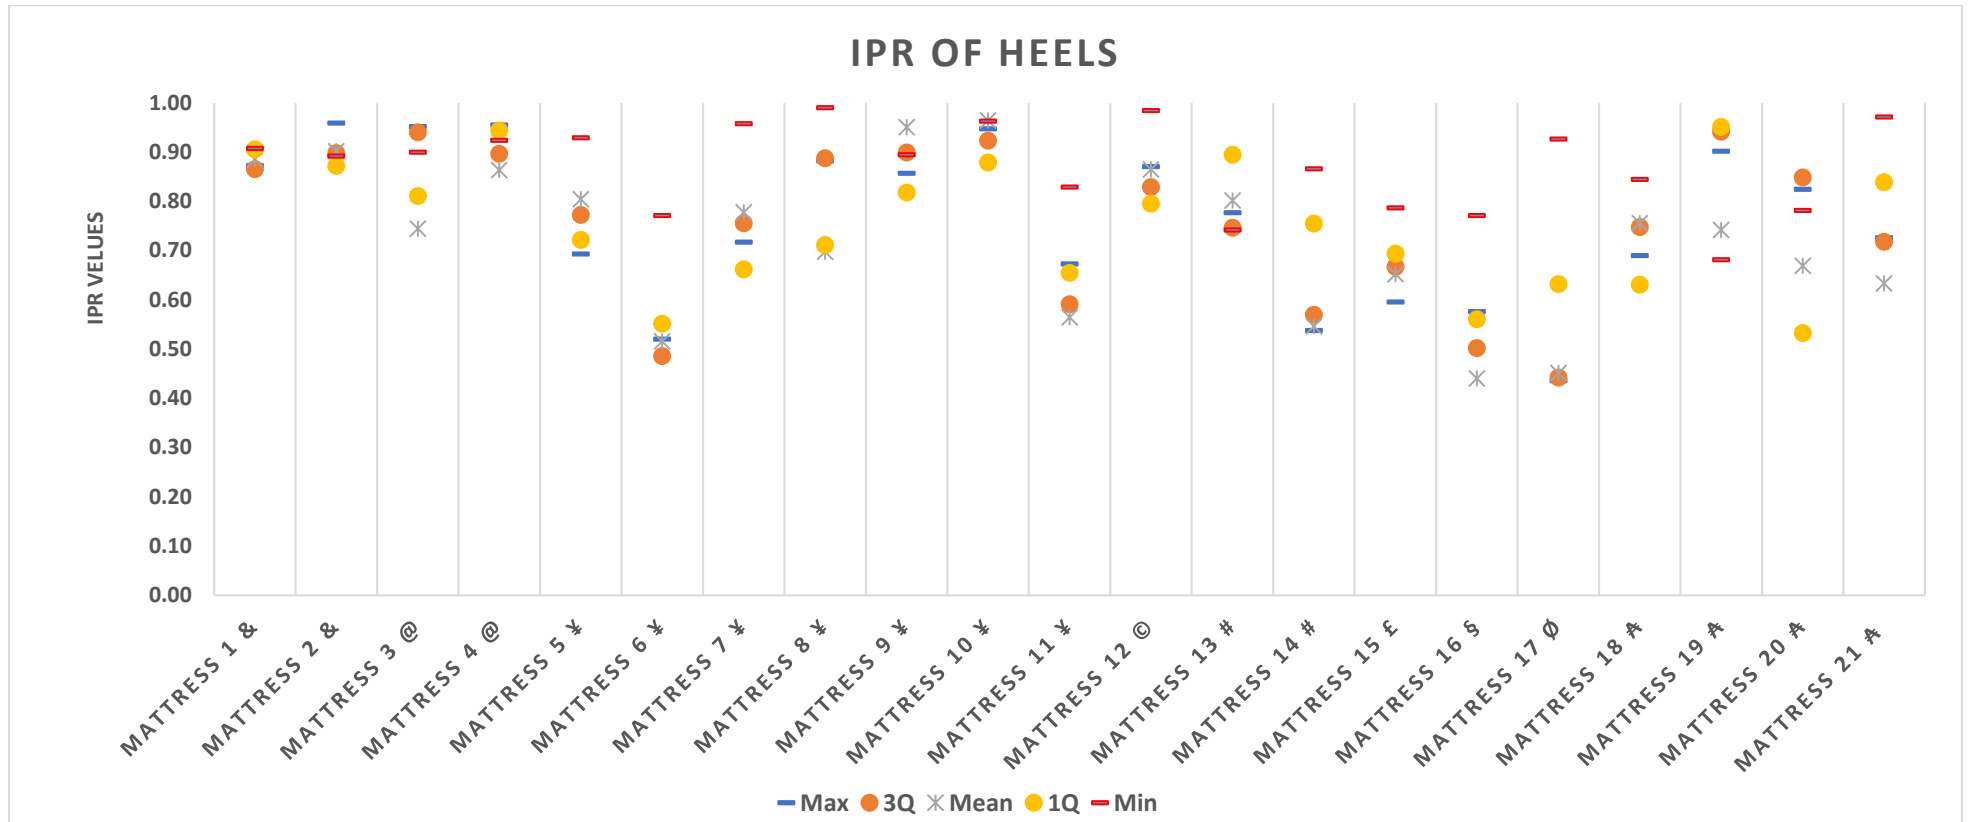 IPR OF HEELS
IPR VELUES
1.00
0.90
0.80
0.70
0.60
0.50
0.40
0.30
0.20
0.10
0.00
MATTRESS 1 &
MATTRESS 2 &
MATTRESS 3 @
MATTRESS 4 @
MATTRESS 5 ¥
MATTRESS 6 ¥
MATTRESS 7 ¥
MATTRESS 8 ¥
MATTRESS 9 ¥
MATTRESS 10 ¥
MATTRESS 11 ¥
MATTRESS 12 ©
MATTRESS 13 #
MATTRESS 14 #
MATTRESS 15 £
MATTRESS 16 §
MATTRESS 17 Ø
MATTRESS 18 ₳
MATTRESS 19 ₳
MATTRESS 20 ₳
MATTRESS 21 ₳
Max 3Q Mean 1Q Min